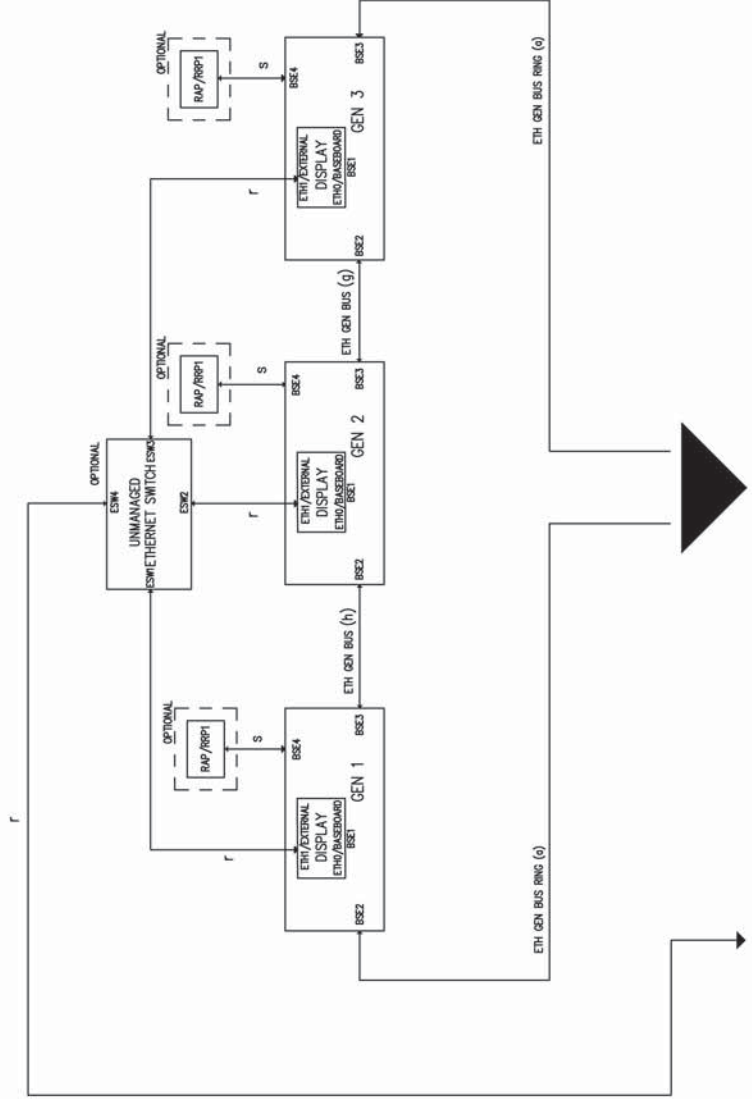 r
OPTIONAL
ESW4
UNMANAGED
ETHERNET SWITCH
ESW1
ESW3
ESW2
r
r
r
OPTIONAL
RAP/RRP1
s
OPTIONAL
RAP/RRP1
s
OPTIONAL
RAP/RRP1
s
BSE4
ETH1/EXTERNAL
DISPLAY
ETH0/BASEBOARD
BSE1
GEN 1
BSE2
BSE3
ETH GEN BUS (h)
BSE4
ETH1/EXTERNAL
DISPLAY
ETH0/BASEBOARD
BSE1
GEN 2
BSE2
BSE3
ETH GEN BUS (g)
BSE4
ETH1/EXTERNAL
DISPLAY
ETH0/BASEBOARD
BSE1
GEN 3
BSE2
BSE3
ETH GEN BUS RING (a)
ETH GEN BUS RING (a)